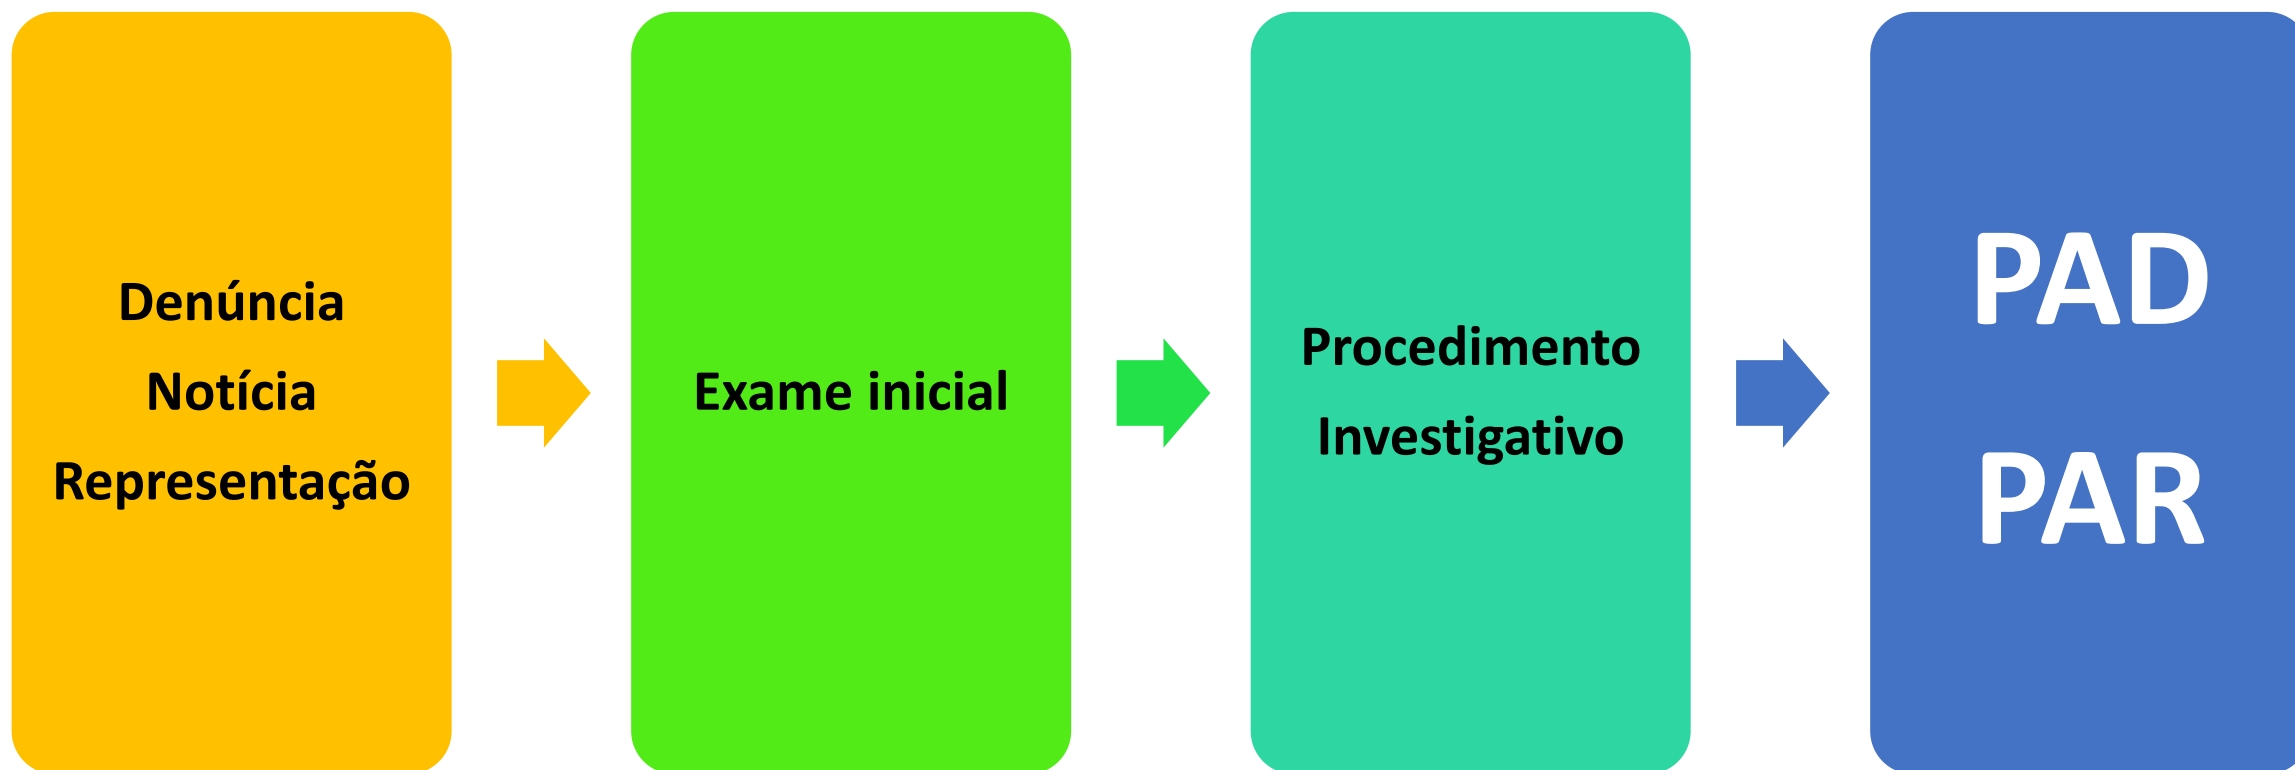 Denúncia
Notícia
Representação
Exame inicial
Procedimento
Investigativo
PAD
PAR